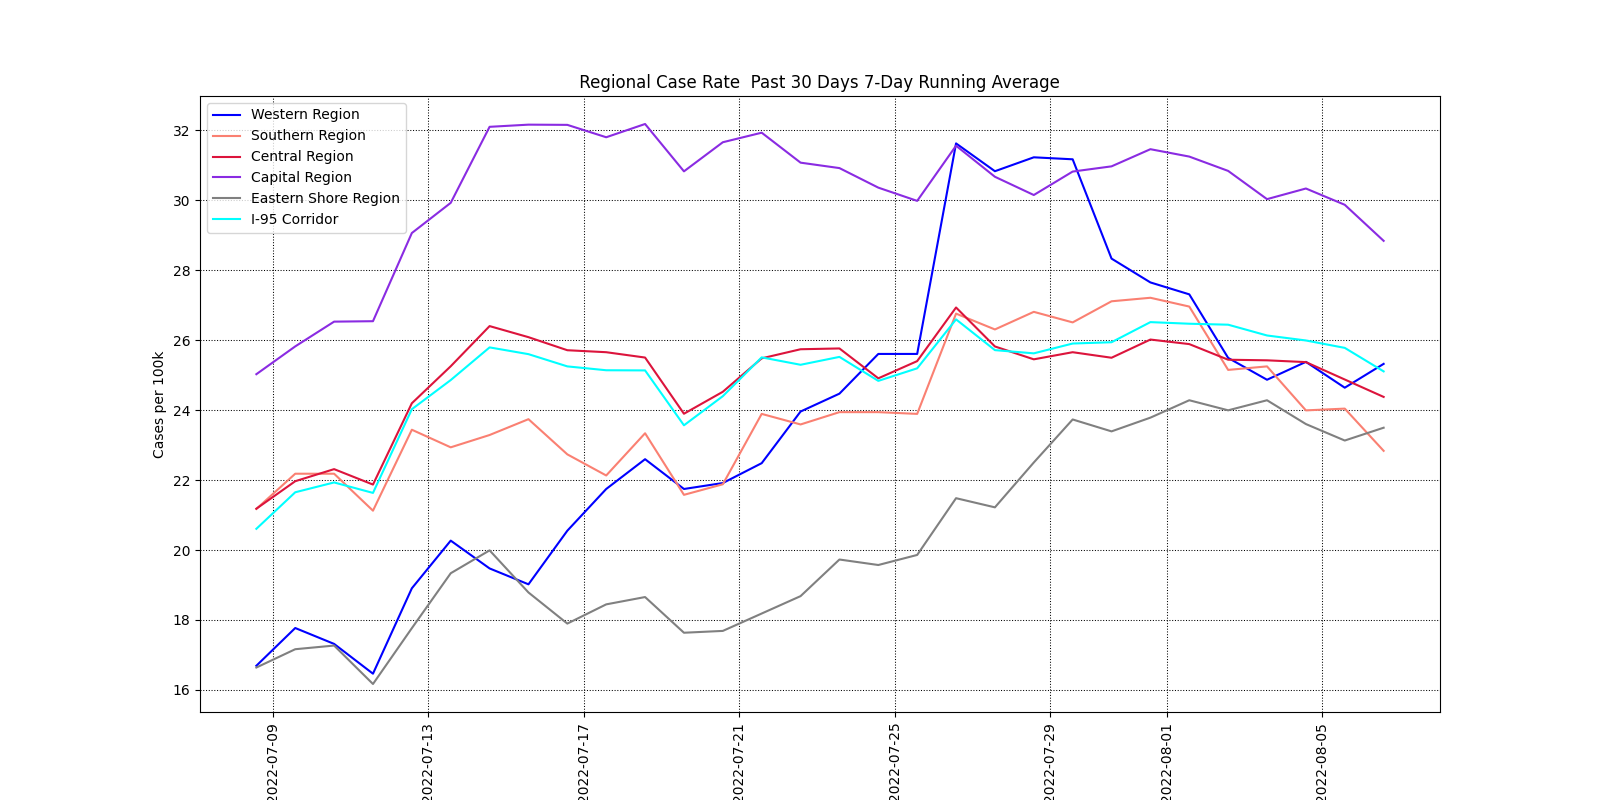 Regional Case Rate  Past 30 Days 7-Day Running Average
Western Region
Southern Region
Central Region
Capital Region
Eastern Shore Region
I-95 Corridor
Cases per 100k
32
30
28
26
24
22
20
18
16
2022-07-09
2022-07-13
2022-07-17
2022-07-21
2022-07-25
2022-07-29
2022-08-01
2022-08-05